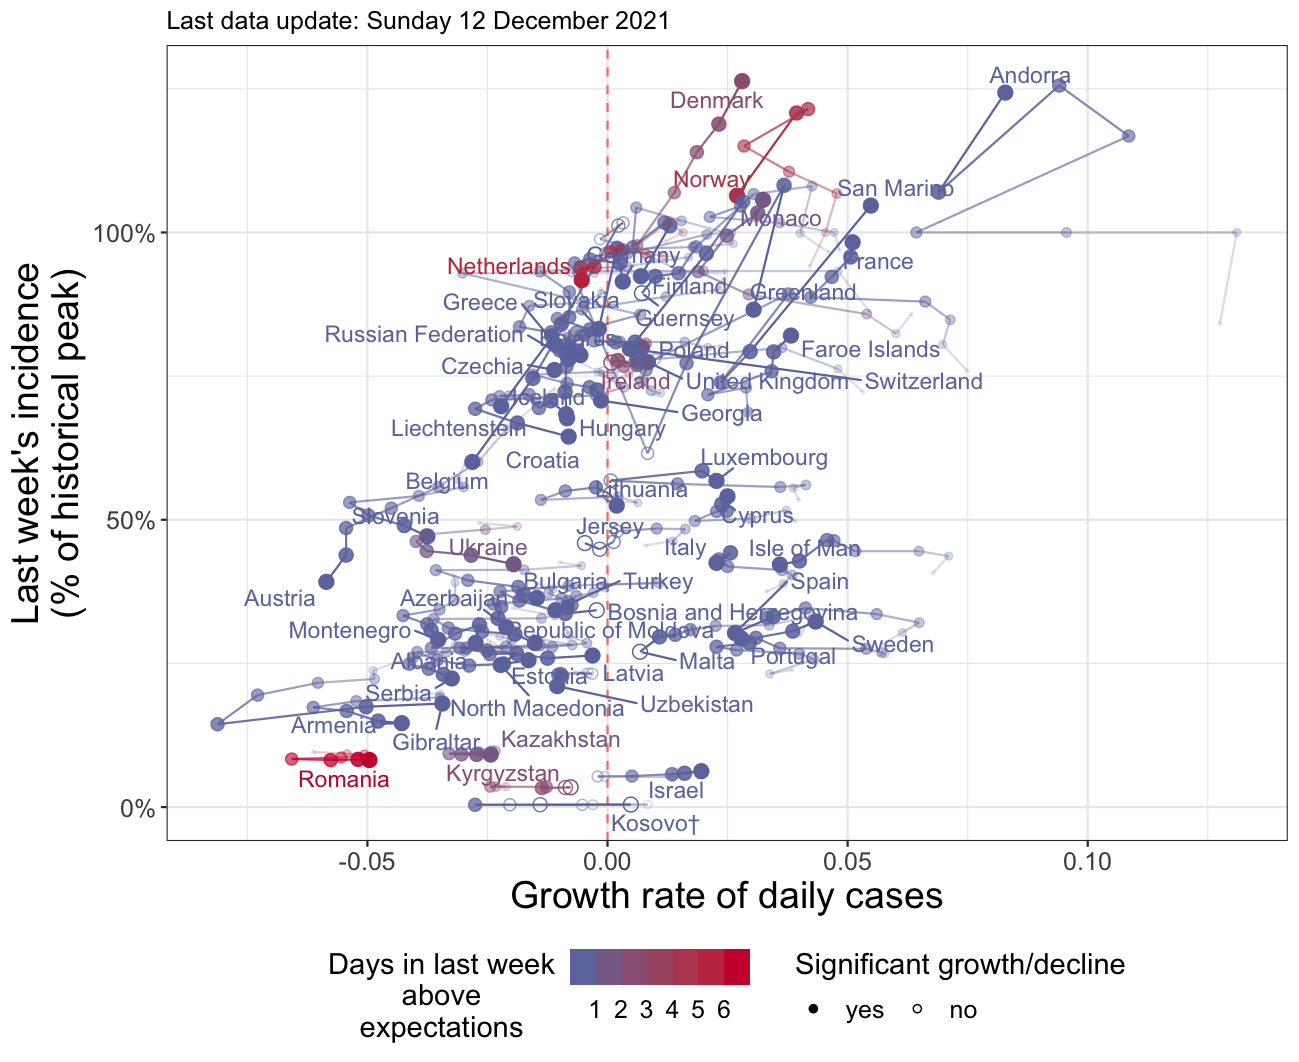 Last data update: Sunday 12 December 2021
Last week's incidence
(% of historical peak)
100%
50%
0%
Andorra
Denmark
Norway
San Marino
Monaco
Netherlands
France
Finland
Greenland
Greece
Slovakia
Guernsey
Russian Federation
Poland
Faroe Islands
Czechia
Ireland
United Kingdom
Switzerland
Iceland
Georgia
Liechtenstein
Hungary
Croatia
Luxembourg
Belgium
Lithuania
Slovenia
Jersey
Cyprus
Ukraine
Italy
Isle of Man
Bulgaria
Turkey
Spain
Austria
Azerbaijan
Bosnia and Herzegovina
Montenegro
Republic of Moldova
Sweden
Albania
Malta
Portugal
Serbia
Estonia
Latvia
North Macedonia
Uzbekistan
Armenia
Gibraltar
Kazakhstan
Romania
Kyrgyzstan
Israel
Kosovo†
-0.05 0.00 0.05 0.10
Growth rate of daily cases
Days in last week
above
expectations
1 2 3 4 5 6
Significant growth/decline
yes no